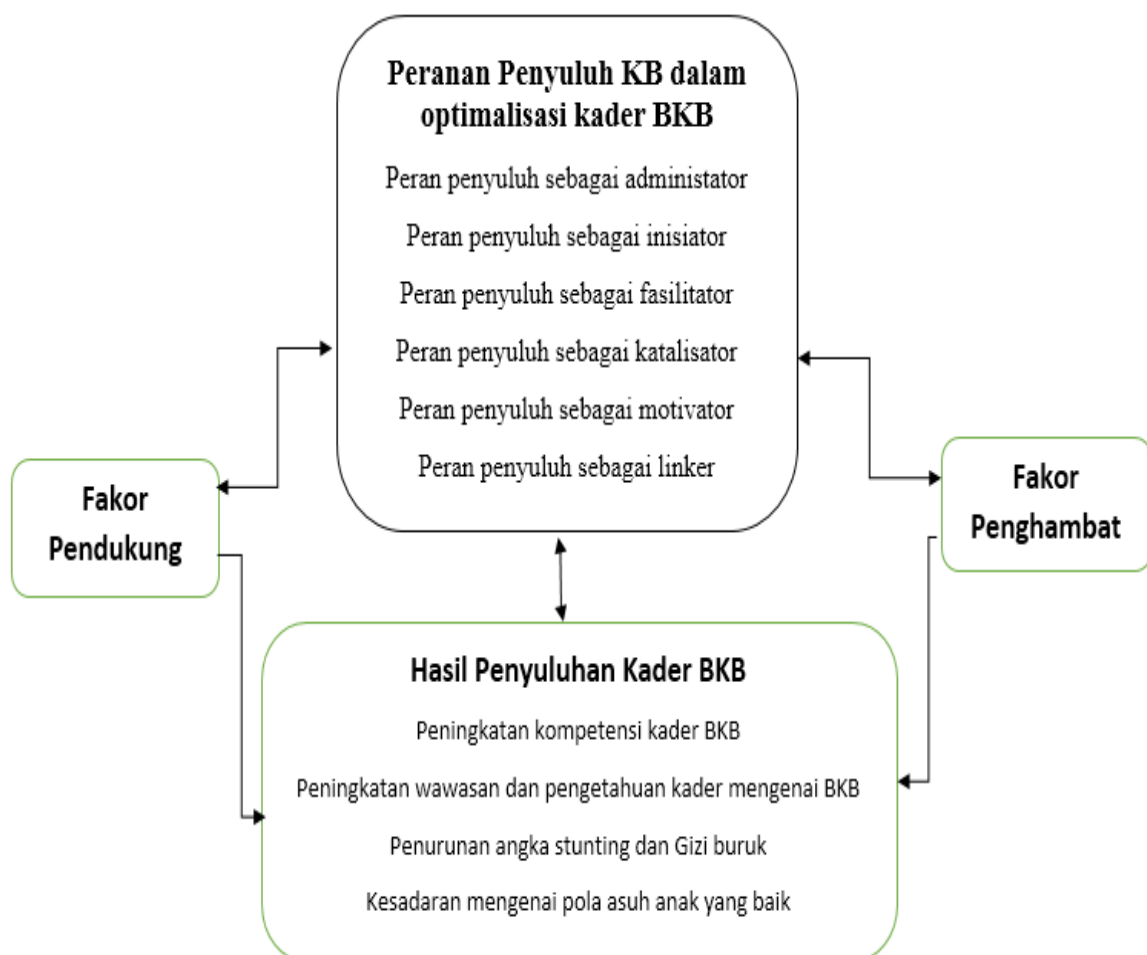 Peranan Penyuluh KB dalam
optimalisasi kader BKB
Peran penyuluh sebagai administator
Peran penyuluh sebagai inisiator
Peran penyuluh sebagai fasilitator
Peran penyuluh sebagai katalisator
Peran penyuluh sebagai motivator
Peran penyuluh sebagai linker
Fakor
Pendukung
Fakor
Penghambat
Hasil Penyuluhan Kader BKB
Peningkatan kompetensi kader BKB
Peningkatan wawasan dan pengetahuan kader mengenai BKB
Penurunan angka stunting dan Gizi buruk
Kesadaran mengenai pola asuh anak yang baik